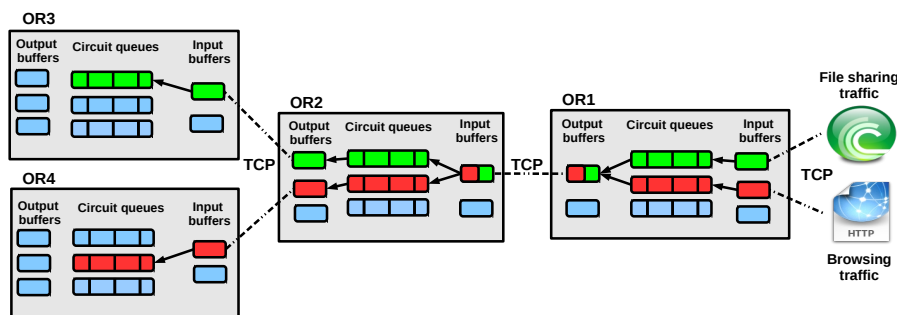 OR3
Output buffers
Circuit queues
Input buffers
OR2
Output buffers
Circuit queues
Input buffers
TCP
OR4
Output buffers
Circuit queues
Input buffers
TCP
OR1
Output buffers
Circuit queues
Input buffers
File sharing traffic
TCP
HTTP
Browsing traffic